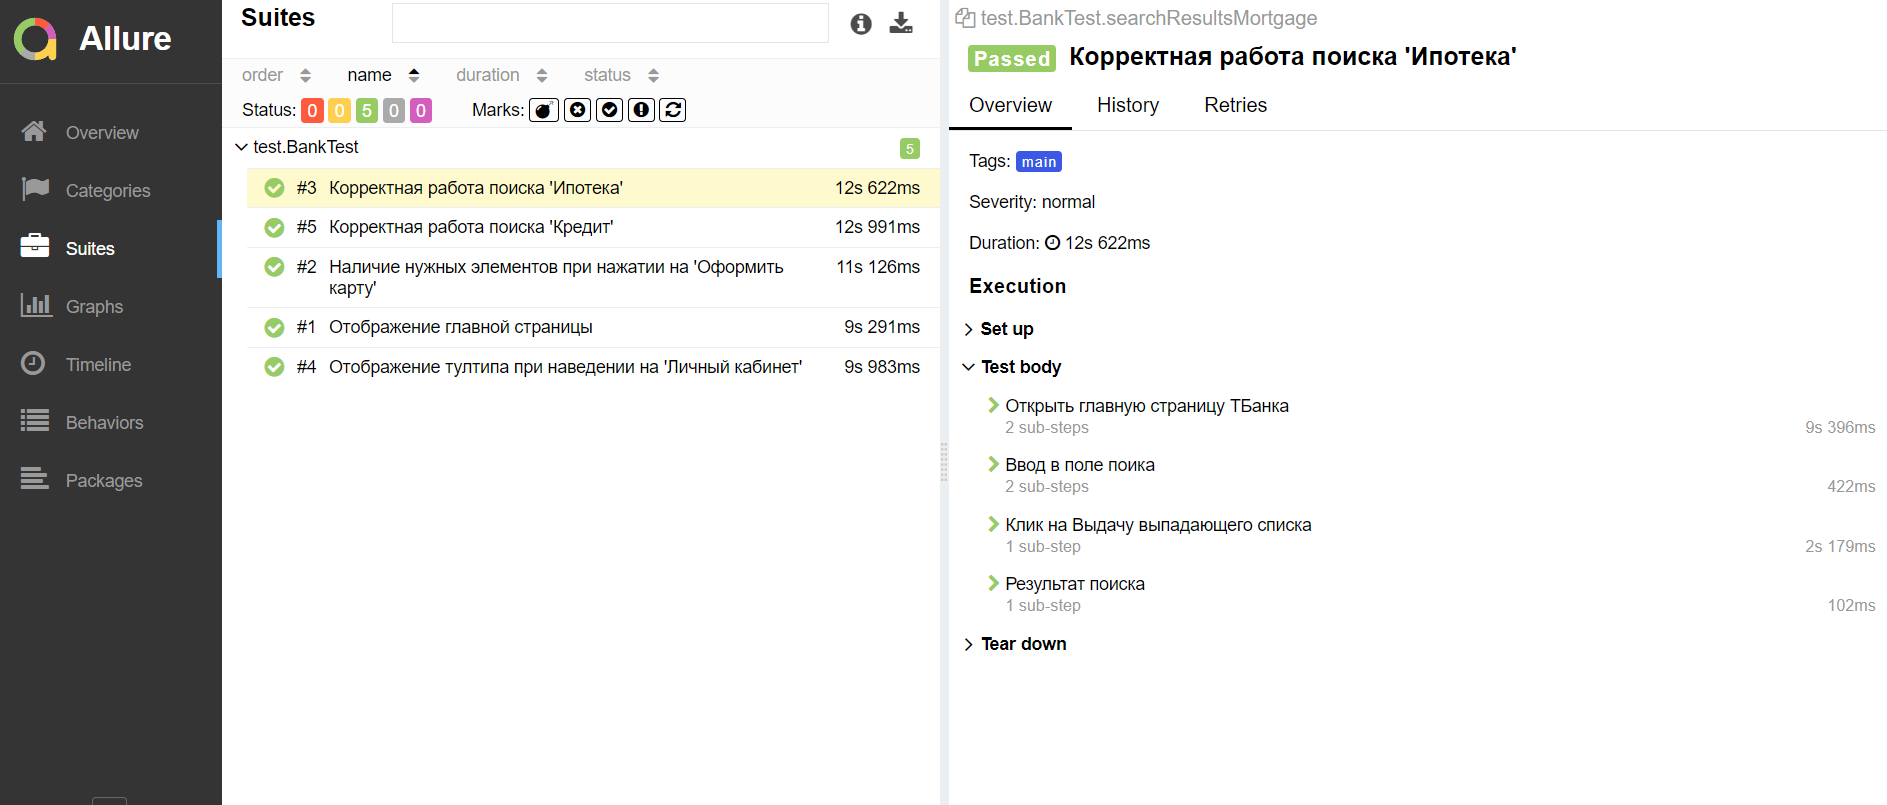 Allure
Overview
Categories
Suites
Graphs
Timeline
Behaviors
Packages
Suites
order name duration status
Status: 0 0 5 0 0 Marks:
test.BankTest 5
#3 Корректная работа поиска 'Ипотека' 12s 622ms
#5 Корректная работа поиска 'Кредит' 12s 991ms
#2 Наличие нужных элементов при нажатии на 'Оформить 11s 126ms
карту'
#1 Отображение главной страницы 9s 291ms
#4 Отображение тултипа при наведении на 'Личный кабинет' 9s 983ms
test.BankTest.searchResultsMortgage
Passed Корректная работа поиска 'Ипотека'
Overview History Retries
Tags: main
Severity: normal
Duration: 12s 622ms
Execution
Set up
Test body
Открыть главную страницу ТБанка
2 sub-steps 9s 396ms
Ввод в поле поика
2 sub-steps 422ms
Клик на Выдачу выпадающего списка
1 sub-step 2s 179ms
Результат поиска
1 sub-step 102ms
Tear down